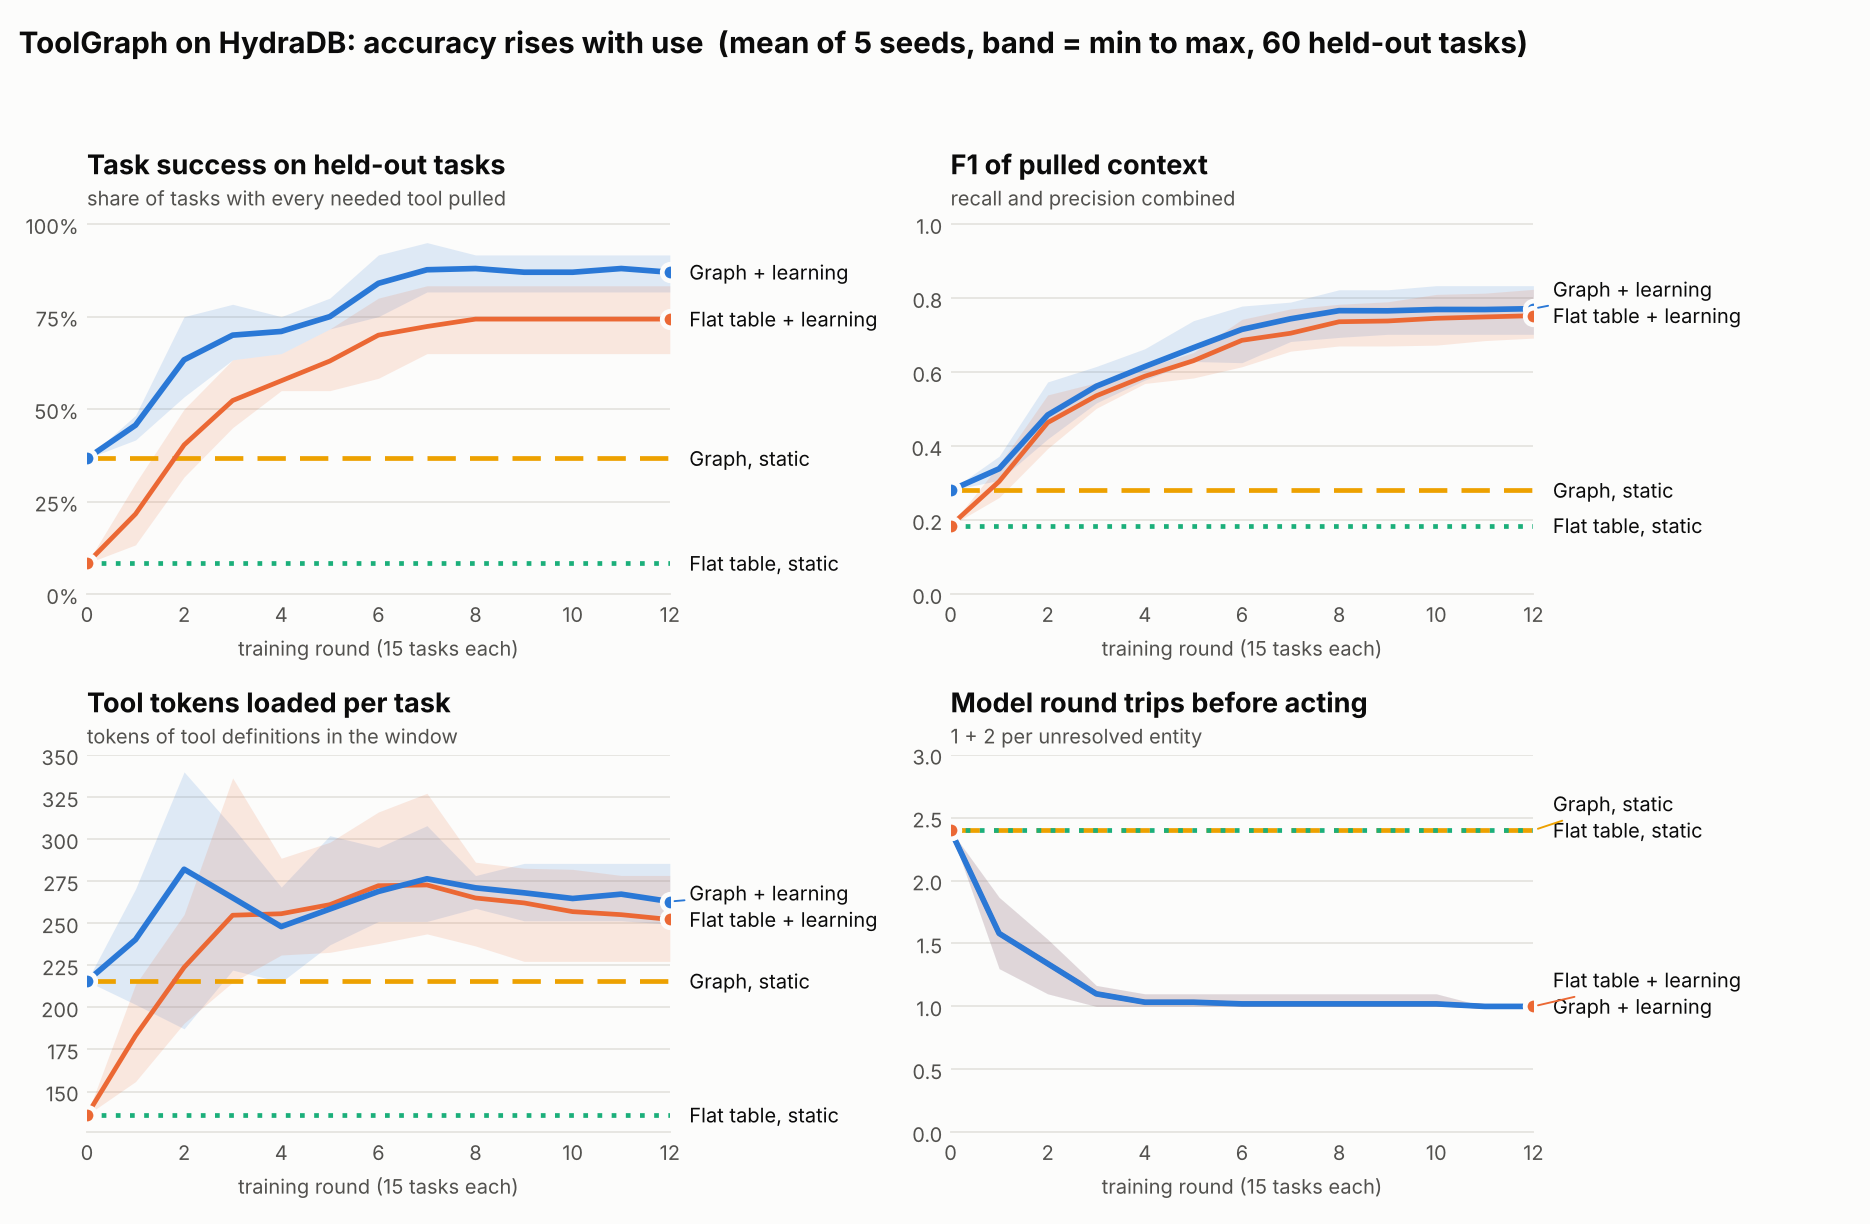 ToolGraph on HydraDB: accuracy rises with use (mean of 5 seeds, band = min to max, 60 held-out tasks)
Task success on held-out tasks
share of tasks with every needed tool pulled
100%
75%
50%
25%
0%
0 2 4 6 8 10 12
training round (15 tasks each)
Graph + learning
Flat table + learning
Graph, static
Flat table, static
F1 of pulled context
recall and precision combined
1.0
0.8
0.6
0.4
0.2
0.0
0 2 4 6 8 10 12
training round (15 tasks each)
Graph + learning
Flat table + learning
Graph, static
Flat table, static
Tool tokens loaded per task
tokens of tool definitions in the window
350
325
300
275
250
225
200
175
150
0 2 4 6 8 10 12
training round (15 tasks each)
Graph + learning
Flat table + learning
Graph, static
Flat table, static
Model round trips before acting
1 + 2 per unresolved entity
3.0
2.5
2.0
1.5
1.0
0.5
0.0
0 2 4 6 8 10 12
training round (15 tasks each)
Graph, static
Flat table, static
Flat table + learning
Graph + learning